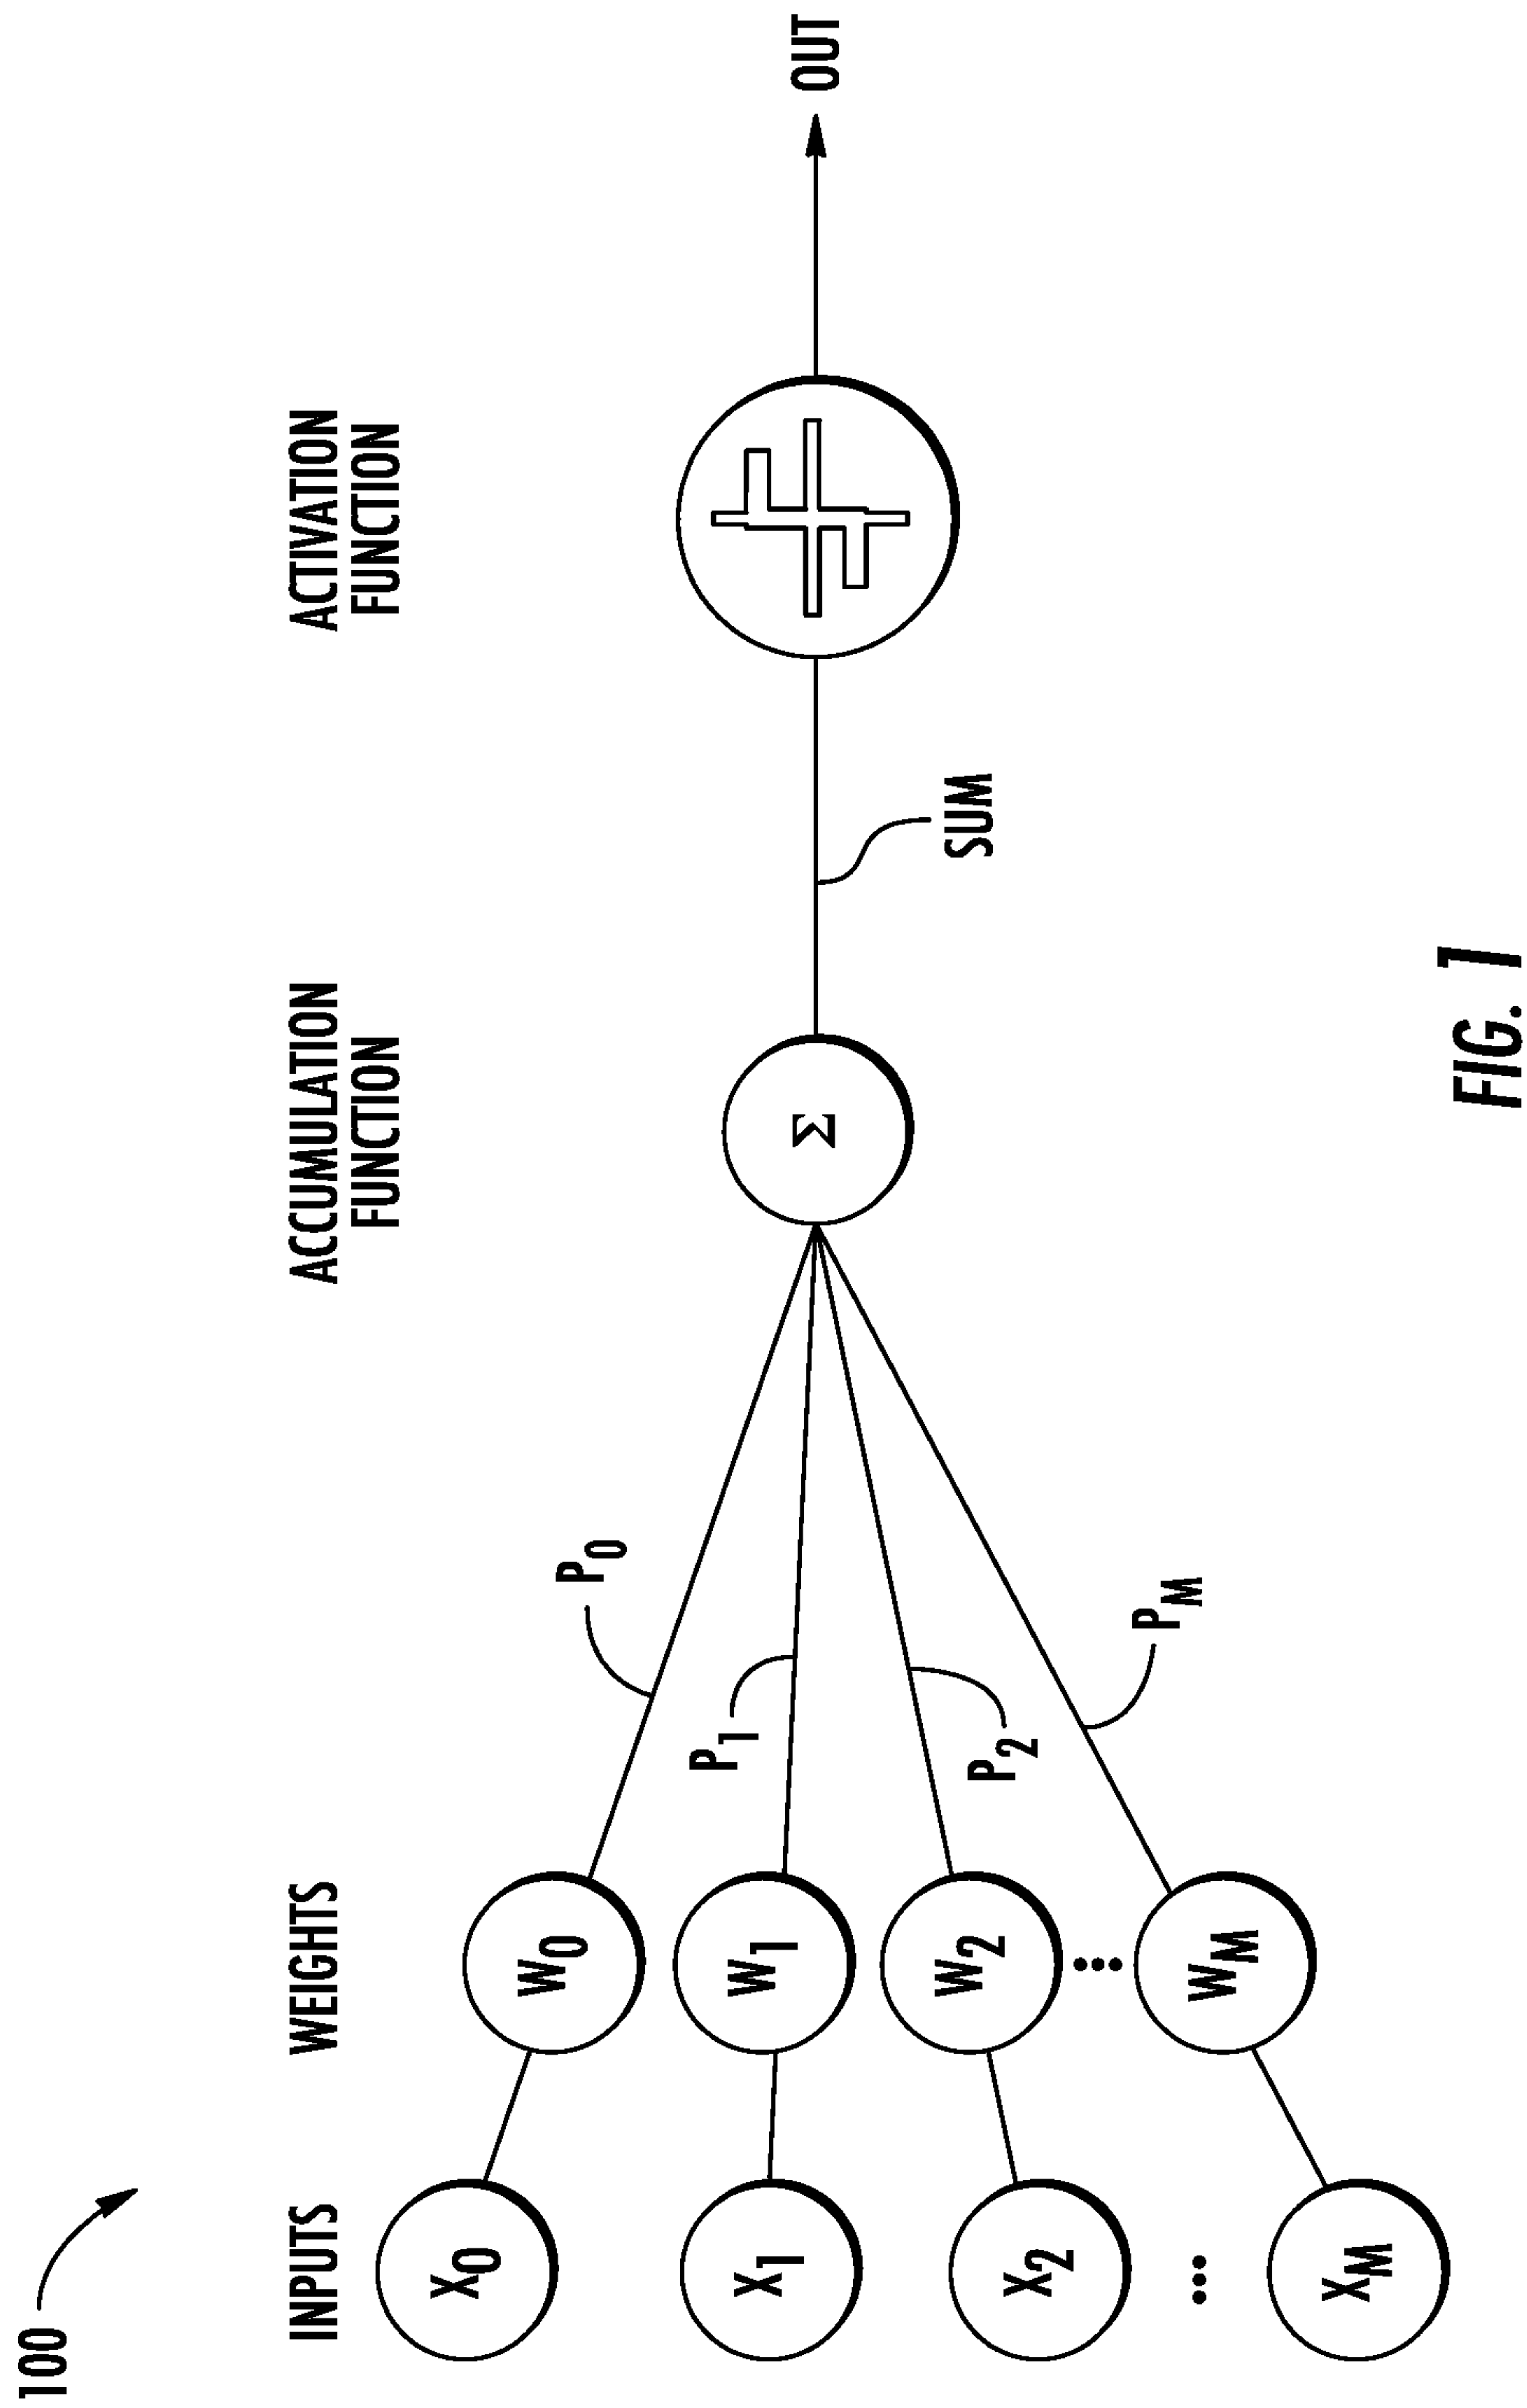 100
INPUTS
WEIGHTS
ACCUMULATION
FUNCTION
ACTIVATION
FUNCTION
X0
X1
X2
XM
W0
W1
W2
WM
P0
P1
P2
PM
Σ
SUM
OUT
FIG. 1